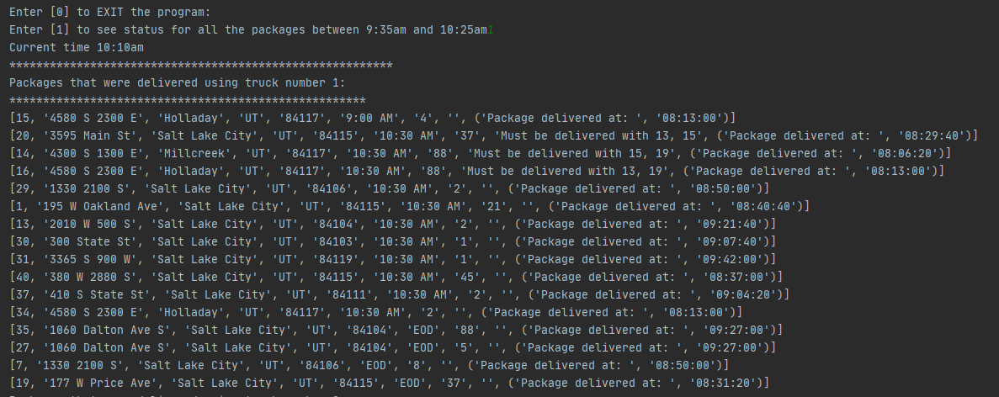 Enter [0] to EXIT the program:
Enter [1] to see status for all the packages between 9:35am and 10:25am1
Current time 10:10am
*********************************************************
Packages that were delivered using truck number 1:
*****************************************************
[15, '4580 S 2300 E', 'Holladay', 'UT', '84117', '9:00 AM', '4', '', ('Package delivered at: ', '08:13:00')]
[20, '3595 Main St', 'Salt Lake City', 'UT', '84115', '10:30 AM', '37', 'Must be delivered with 13, 15', ('Package delivered at: ', '08:29:40')]
[14, '4300 S 1300 E', 'Millcreek', 'UT', '84117', '10:30 AM', '88', 'Must be delivered with 15, 19', ('Package delivered at: ', '08:06:20')]
[16, '4580 S 2300 E', 'Holladay', 'UT', '84117', '10:30 AM', '88', 'Must be delivered with 13, 19', ('Package delivered at: ', '08:13:00')]
[29, '1330 2100 S', 'Salt Lake City', 'UT', '84106', '10:30 AM', '2', '', ('Package delivered at: ', '08:50:00')]
[1, '195 W Oakland Ave', 'Salt Lake City', 'UT', '84115', '10:30 AM', '21', '', ('Package delivered at: ', '08:40:40')]
[13, '2010 W 500 S', 'Salt Lake City', 'UT', '84104', '10:30 AM', '2', '', ('Package delivered at: ', '09:21:40')]
[30, '300 State St', 'Salt Lake City', 'UT', '84103', '10:30 AM', '1', '', ('Package delivered at: ', '09:07:40')]
[31, '3365 S 900 W', 'Salt Lake City', 'UT', '84119', '10:30 AM', '1', '', ('Package delivered at: ', '09:42:00')]
[40, '380 W 2880 S', 'Salt Lake City', 'UT', '84115', '10:30 AM', '45', '', ('Package delivered at: ', '08:37:00')]
[37, '410 S State St', 'Salt Lake City', 'UT', '84111', '10:30 AM', '2', '', ('Package delivered at: ', '09:04:20')]
[34, '4580 S 2300 E', 'Holladay', 'UT', '84117', '10:30 AM', '2', '', ('Package delivered at: ', '08:13:00')]
[35, '1060 Dalton Ave S', 'Salt Lake City', 'UT', '84104', 'EOD', '88', '', ('Package delivered at: ', '09:27:00')]
[27, '1060 Dalton Ave S', 'Salt Lake City', 'UT', '84104', 'EOD', '5', '', ('Package delivered at: ', '09:27:00')]
[7, '1330 2100 S', 'Salt Lake City', 'UT', '84106', 'EOD', '8', '', ('Package delivered at: ', '08:50:00')]
[19, '177 W Price Ave', 'Salt Lake City', 'UT', '84115', 'EOD', '37', '', ('Package delivered at: ', '08:31:20')]